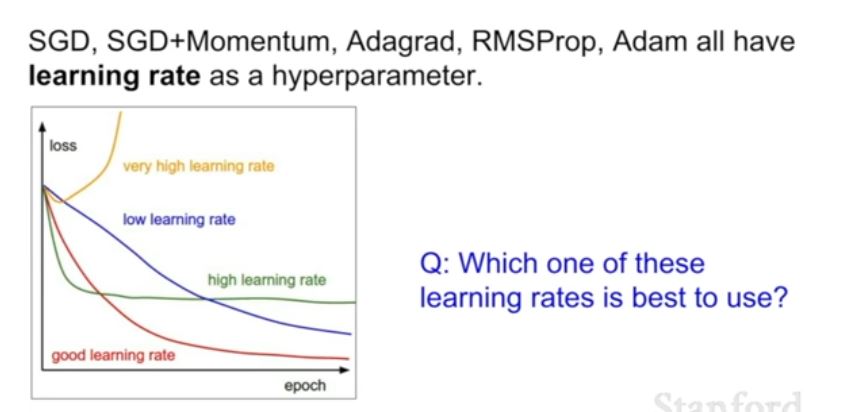 SGD, SGD+Momentum, Adagrad, RMSProp, Adam all have
learning rate as a hyperparameter.
loss
very high learning rate
low learning rate
high learning rate
good learning rate
epoch
Q: Which one of these
learning rates is best to use?
Stanford